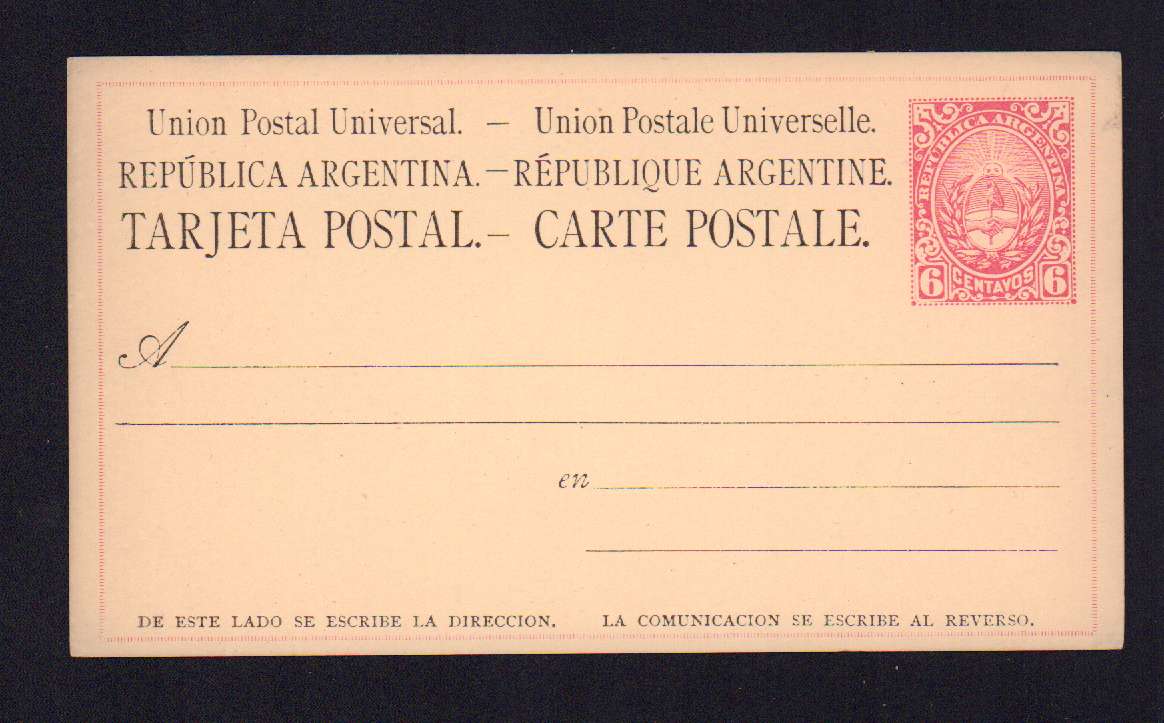 Union Postal Universal. — Union Postale Universelle.
REPÚBLICA ARGENTINA. — RÉPUBLIQUE ARGENTINE.
TARJETA POSTAL. — CARTE POSTALE.
REPUBLICA ARGENTINA
6 CENTAVOS 6
A
en
DE ESTE LADO SE ESCRIBE LA DIRECCION. LA COMUNICACION SE ESCRIBE AL REVERSO.